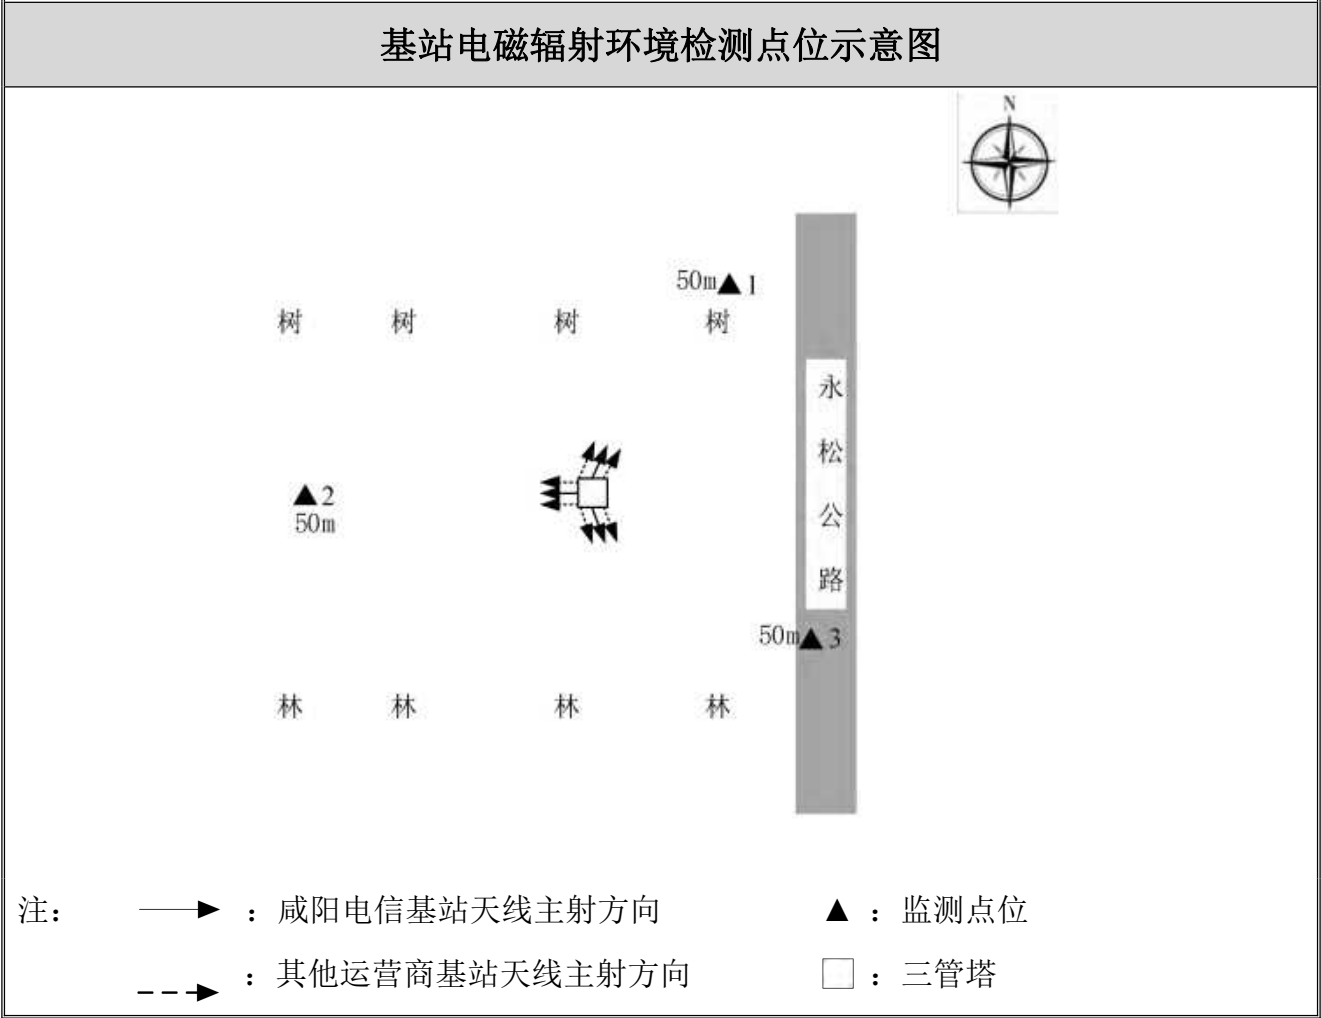 基站电磁辐射环境检测点位示意图
N
50m▲1
树 树 树 树
永松公路
▲2
50m
50m▲3
林 林 林 林
注：
：咸阳电信基站天线主射方向
▲：监测点位
：其他运营商基站天线主射方向
□：三管塔